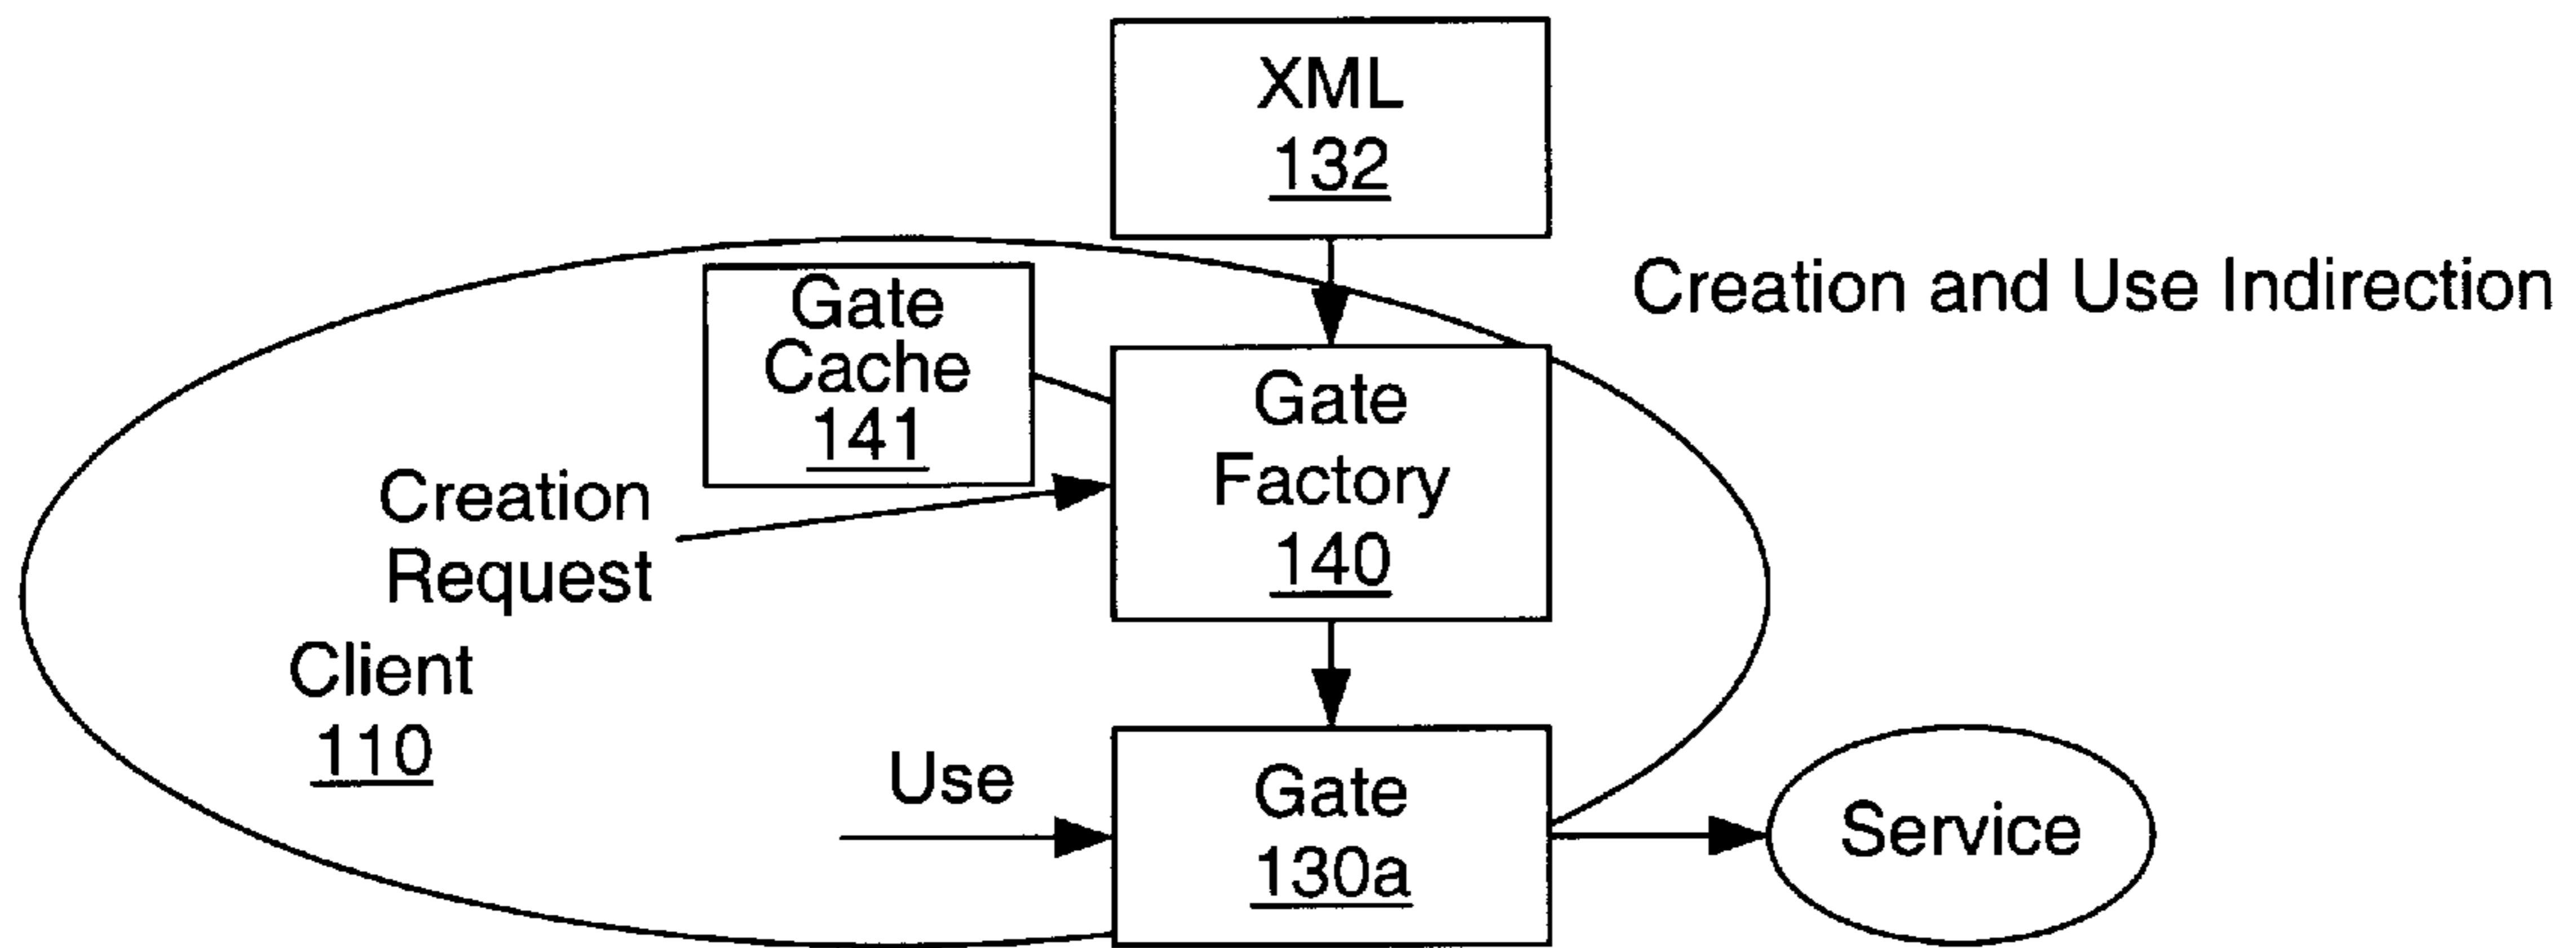 XML
132
Creation and Use Indirection
Gate
Cache
141
Gate
Factory
140
Creation
Request
Client
110
Use
Gate
130a
Service